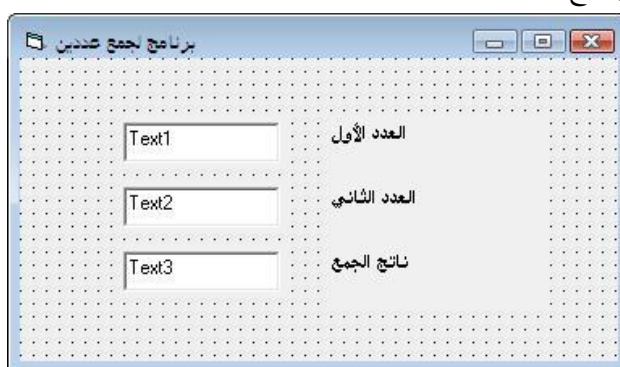 برنامج لجمع عددين
العدد الأول
Text1
العدد الثاني
Text2
ناتج الجمع
Text3